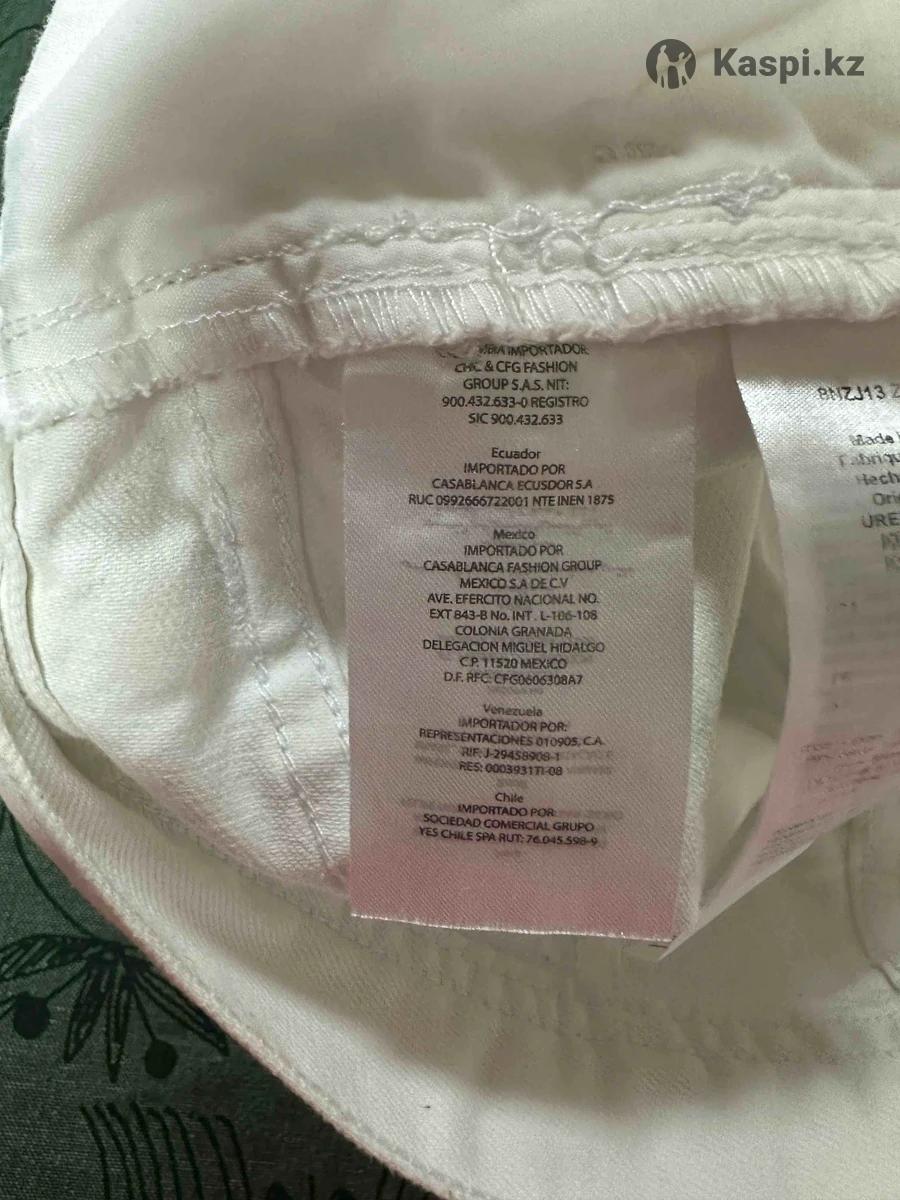 Kaspi.kz
IMPORTADOR
CHIC & CFG FASHION
GROUP S.A.S. NIT:
900.432.633-0 REGISTRO
SIC 900.432.633
Ecuador
IMPORTADO POR
CASABLANCA ECUSDOR S.A
RUC 0992666722001 NTE INEN 1875
Mexico
IMPORTADO POR
CASABLANCA FASHION GROUP
MEXICO S.A DE C.V
AVE. EFERCITO NACIONAL NO.
EXT 843-B No. INT . L-106-108
COLONIA GRANADA
DELEGACION MIGUEL HIDALGO
C.P. 11520 MEXICO
D.F. RFC: CFG0606308A7
Venezuela
IMPORTADOR POR:
REPRESENTACIONES 010905, C.A.
RIF: J-29458908-1
RES: 0003931TI-08
Chile
IMPORTADO POR:
SOCIEDAD COMERCIAL GRUPO
YES CHILE SPA RUT: 76.045.598-9
8NZJ13
Made